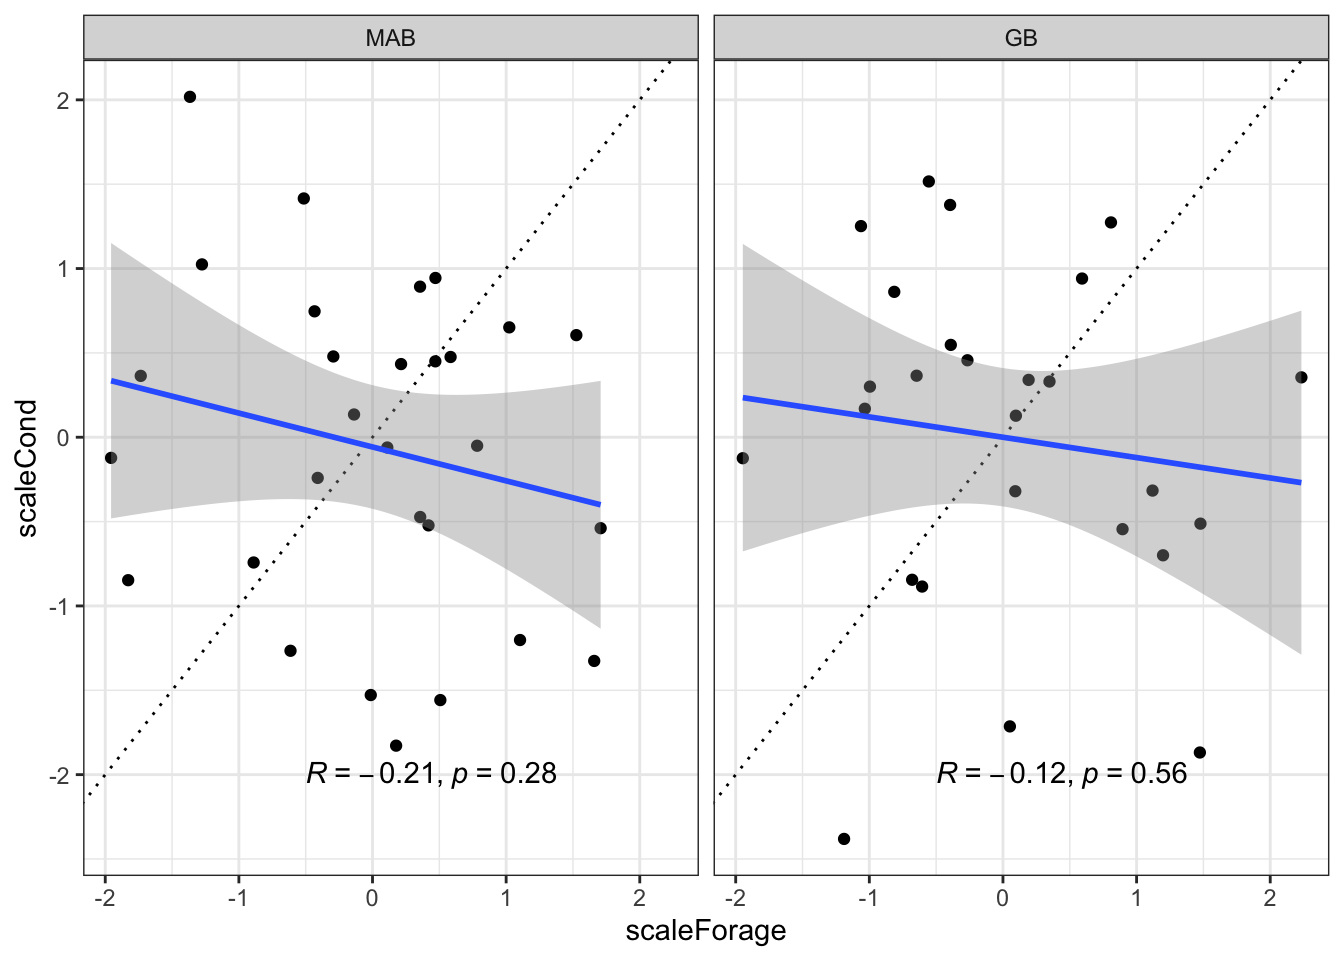 MAB
GB
scaleCond
2
1
0
-1
-2
R = −0.21, p = 0.28
R = −0.12, p = 0.56
-2 -1 0 1 2
-2 -1 0 1 2
scaleForage